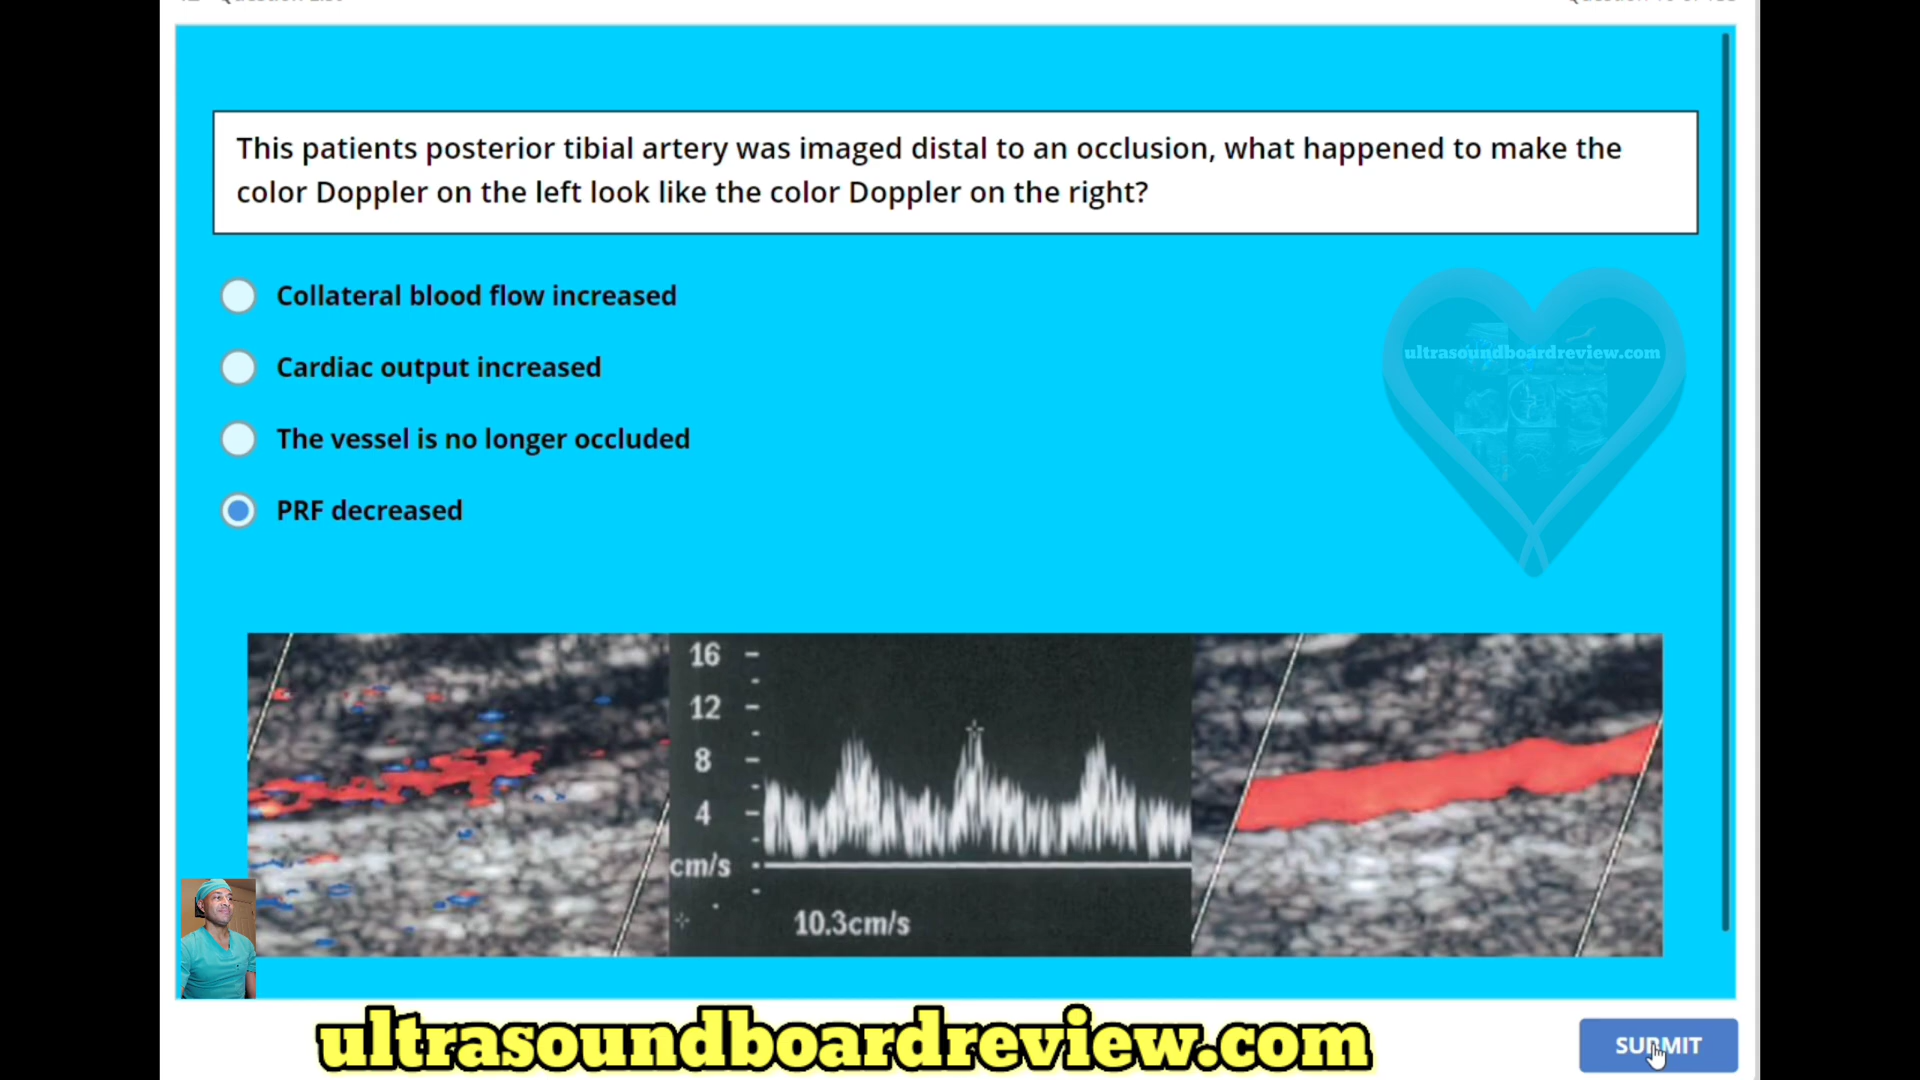 This patients posterior tibial artery was imaged distal to an occlusion, what happened to make the
color Doppler on the left look like the color Doppler on the right?
Collateral blood flow increased
Cardiac output increased
The vessel is no longer occluded
PRF decreased
ultrasoundboardreview.com
16
12
8
4
cm/s
10.3cm/s
ultrasoundboardreview.com
SUBMIT